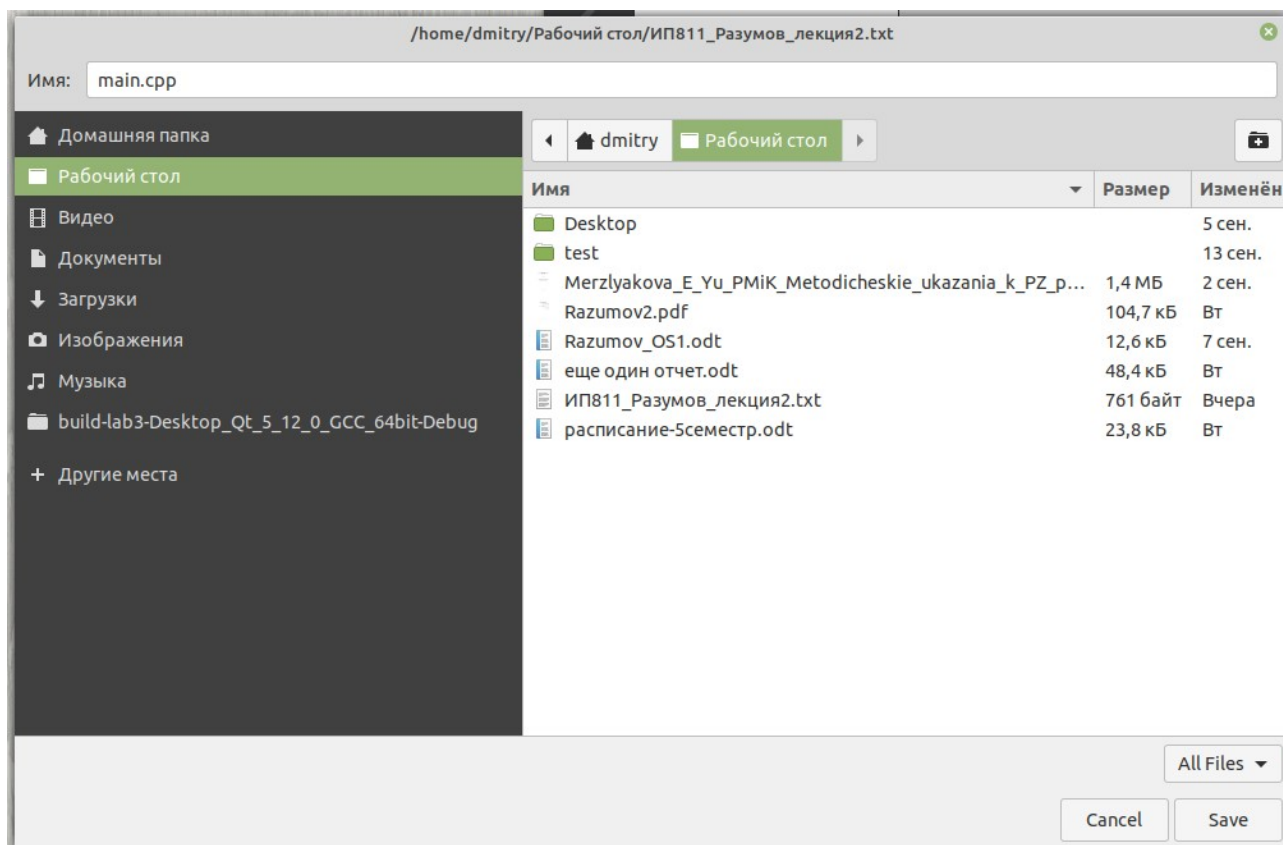 /home/dmitry/Рабочий стол/ИП811_Разумов_лекция2.txt
Имя: main.cpp
Домашняя папка
Рабочий стол
Видео
Документы
Загрузки
Изображения
Музыка
build-lab3-Desktop_Qt_5_12_0_GCC_64bit-Debug
+ Другие места
dmitry Рабочий стол
Имя Размер Изменён
Desktop 5 сен.
test 13 сен.
Merzlyakova_E_Yu_PMiK_Metodicheskie_ukazania_k_PZ_p... 1,4 МБ 2 сен.
Razumov2.pdf 104,7 кБ Вт
Razumov_OS1.odt 12,6 кБ 7 сен.
еще один отчет.odt 48,4 кБ Вт
ИП811_Разумов_лекция2.txt 761 байт Вчера
расписание-5семестр.odt 23,8 кБ Вт
All Files
Cancel Save